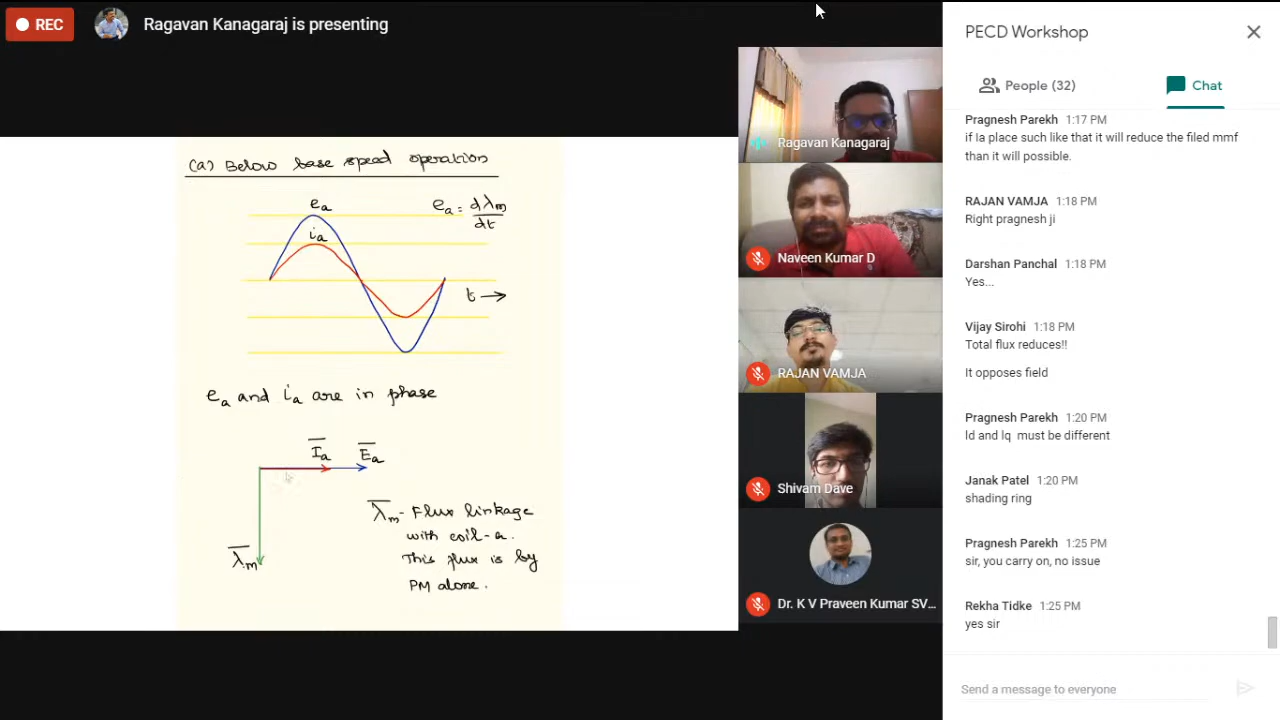 REC
Ragavan Kanagaraj is presenting
(a) Below base speed operation
eₐ
eₐ = dλₘ/dt
iₐ
t →
eₐ and iₐ are in phase
I̅ₐ
E̅ₐ
λ̅ₘ - Flux linkage
with coil-a.
This flux is by
PM alone.
λ̅ₘ
Ragavan Kanagaraj
Naveen Kumar D
RAJAN VAMJA
Shivam Dave
Dr. K V Praveen Kumar SV...
PECD Workshop
People (32)
Chat
Pragnesh Parekh 1:17 PM
if Ia place such like that it will reduce the filed mmf
than it will possible.
RAJAN VAMJA 1:18 PM
Right pragnesh ji
Darshan Panchal 1:18 PM
Yes...
Vijay Sirohi 1:18 PM
Total flux reduces!!
It opposes field
Pragnesh Parekh 1:20 PM
ld and lq must be different
Janak Patel 1:20 PM
shading ring
Pragnesh Parekh 1:25 PM
sir, you carry on, no issue
Rekha Tidke 1:25 PM
yes sir
Send a message to everyone